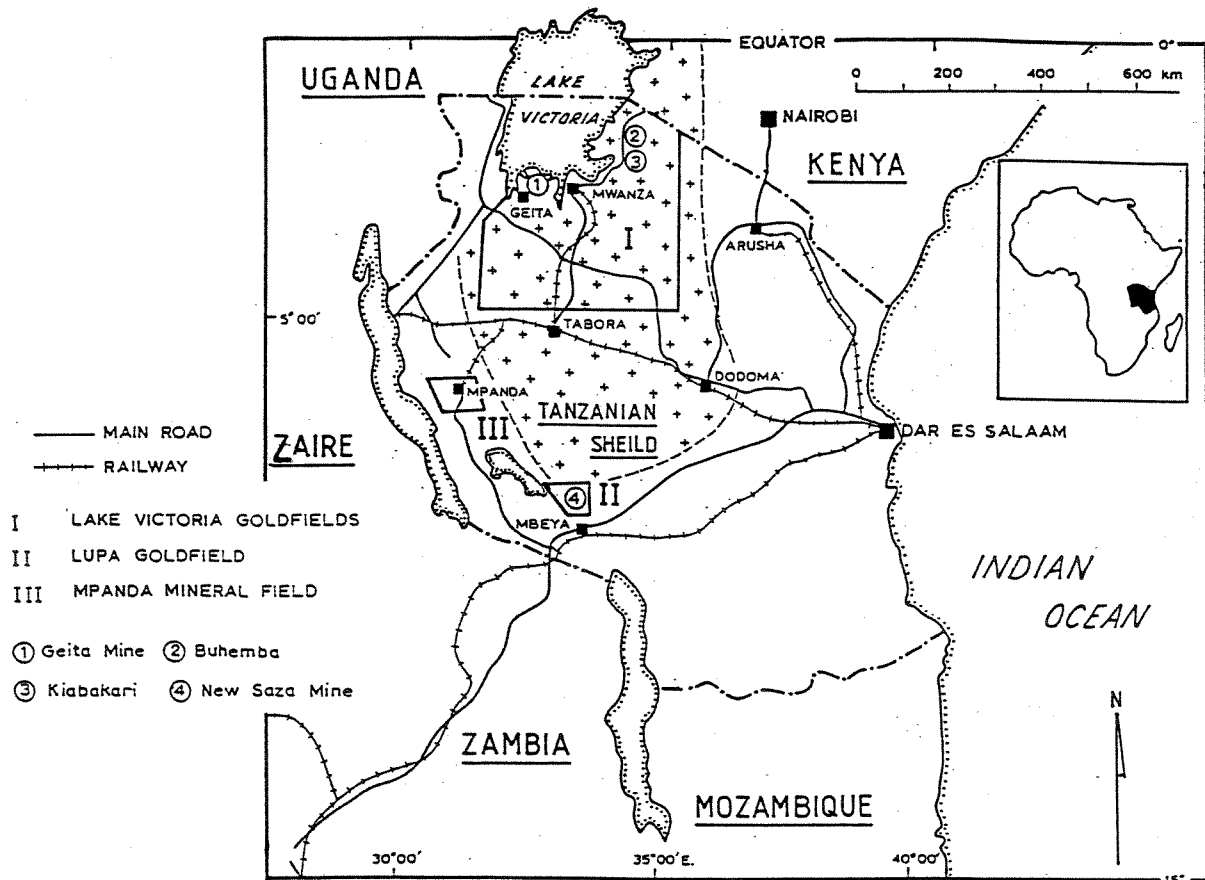 EQUATOR
0°
UGANDA
LAKE
VICTORIA
0 200 400 600 km
NAIROBI
KENYA
②
③
①
MWANZA
GEITA
I
ARUSHA
5°00'
TABORA
DODOMA
MPANDA
TANZANIAN
SHEILD
III
ZAIRE
DAR ES SALAAM
④ II
MBEYA
MAIN ROAD
RAILWAY
I LAKE VICTORIA GOLDFIELDS
II LUPA GOLDFIELD
III MPANDA MINERAL FIELD
① Geita Mine ② Buhemba
③ Kiabakari ④ New Saza Mine
INDIAN
OCEAN
N
ZAMBIA
MOZAMBIQUE
30°00' 35°00'E. 40°00'
15°